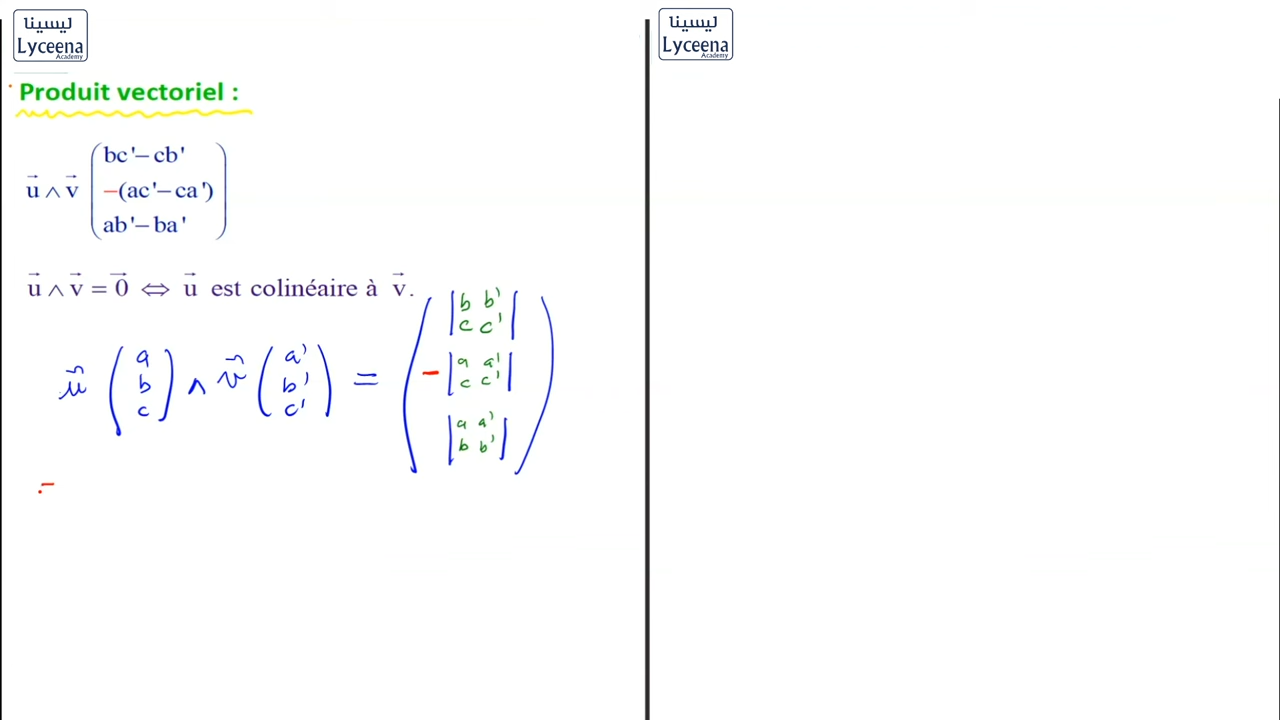 ليسينا
Lyceena
Academy
ليسينا
Lyceena
Academy
Produit vectoriel :
u ∧ v ( bc'– cb'
–(ac'– ca')
ab'– ba' )
u ∧ v = 0 ⇔ u est colinéaire à v.
u ( a
b
c ) ∧ v ( a'
b'
c' ) =
| b b' |
| c c' |
– | a a' |
| c c' |
| a a' |
| b b' |